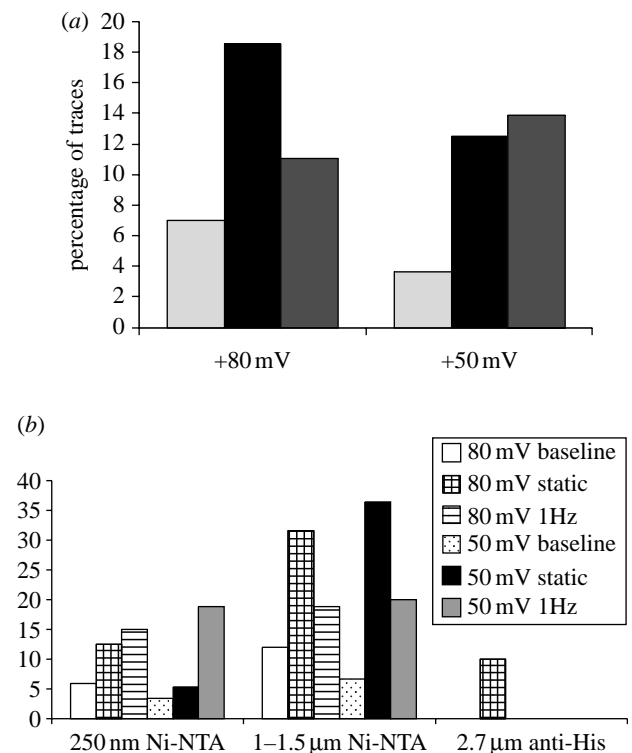 (a)
20
18
16
14
12
10
8
6
4
2
0
percentage of traces
+80 mV +50 mV
(b)
40
35
30
25
20
15
10
5
0
80 mV baseline
80 mV static
80 mV 1Hz
50 mV baseline
50 mV static
50 mV 1Hz
250 nm Ni-NTA 1–1.5 μm Ni-NTA 2.7 μm anti-His